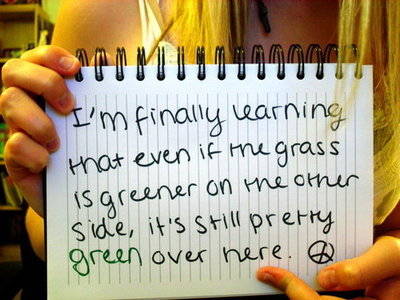 I'm finally learning
that even if the grass
is greener on the other
side, it's still pretty
green over here.